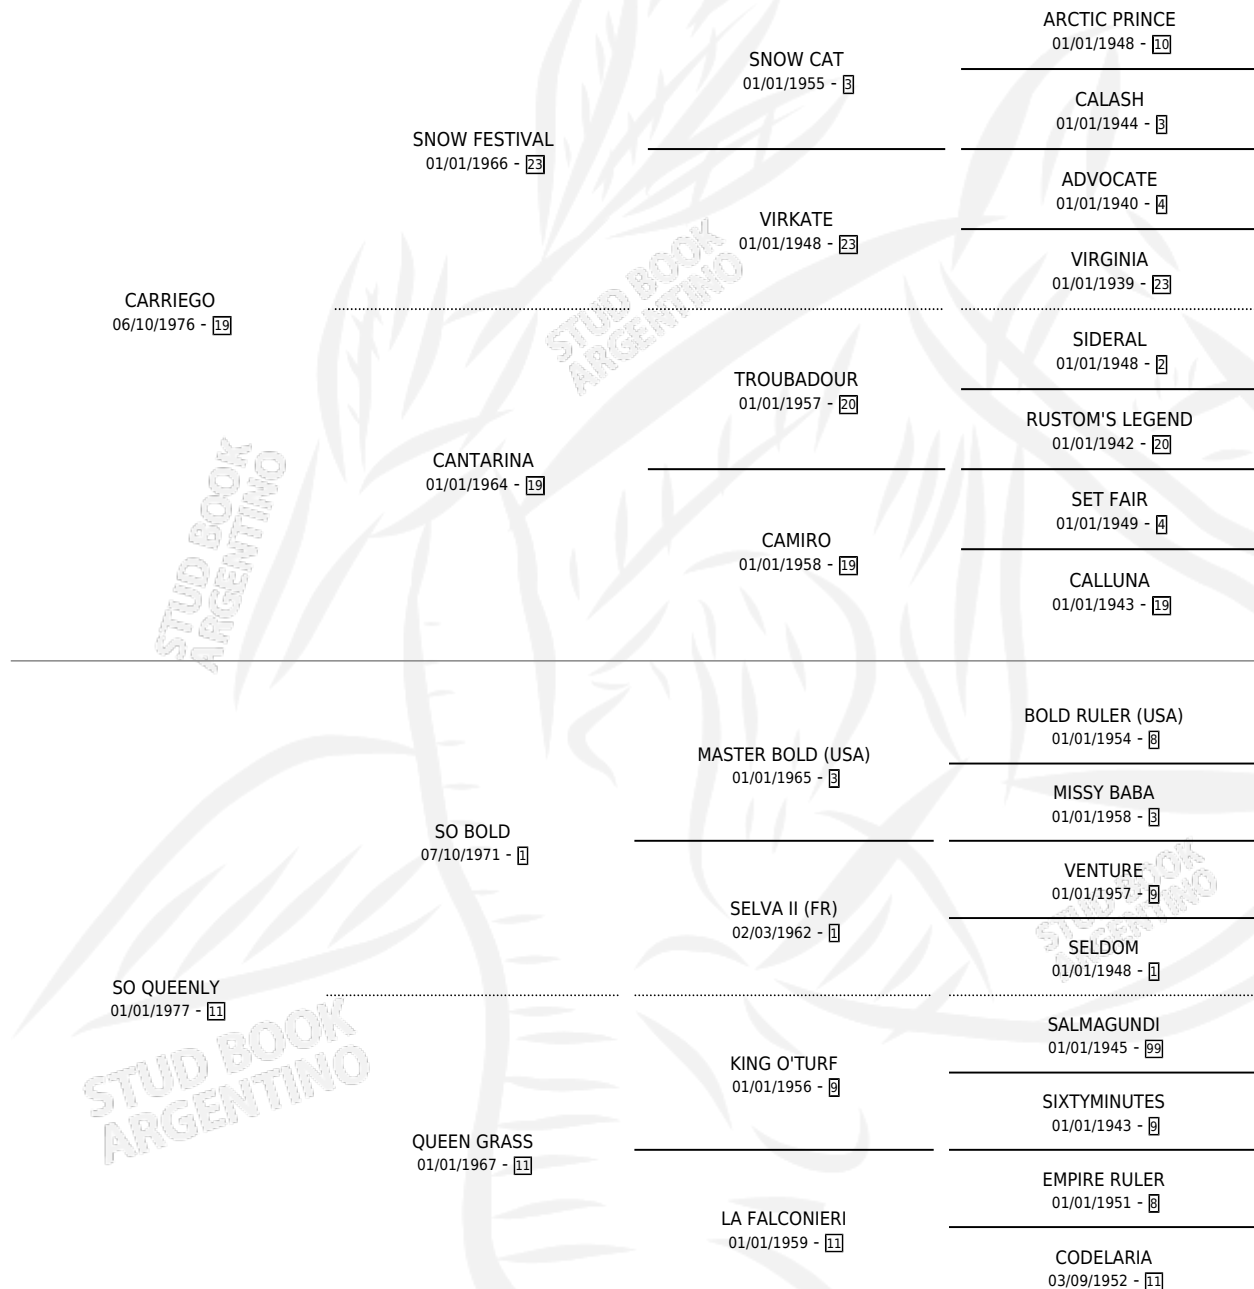 ARCTIC PRINCE
01/01/1948 - 10
SNOW CAT
01/01/1955 - 3
CALASH
01/01/1944 - 3
SNOW FESTIVAL
01/01/1966 - 23
ADVOCATE
01/01/1940 - 4
VIRKATE
01/01/1948 - 23
VIRGINIA
01/01/1939 - 23
CARRIEGO
06/10/1976 - 19
SIDERAL
01/01/1948 - 2
TROUBADOUR
01/01/1957 - 20
RUSTOM'S LEGEND
01/01/1942 - 20
CANTARINA
01/01/1964 - 19
SET FAIR
01/01/1949 - 4
CAMIRO
01/01/1958 - 19
CALLUNA
01/01/1943 - 19
BOLD RULER (USA)
01/01/1954 - 8
MASTER BOLD (USA)
01/01/1965 - 3
MISSY BABA
01/01/1958 - 3
SO BOLD
07/10/1971 - 1
VENTURE
01/01/1957 - 9
SELVA II (FR)
02/03/1962 - 1
SELDOM
01/01/1948 - 1
SO QUEENLY
01/01/1977 - 11
SALMAGUNDI
01/01/1945 - 99
KING O'TURF
01/01/1956 - 9
SIXTYMINUTES
01/01/1943 - 9
QUEEN GRASS
01/01/1967 - 11
EMPIRE RULER
01/01/1951 - 8
LA FALCONIERI
01/01/1959 - 11
CODELARIA
03/09/1952 - 11
STUD BOOK
ARGENTINO
STUD BOOK
ARGENTINO
STUD BOOK
ARGENTINO
STUD BOOK
ARGENTINO